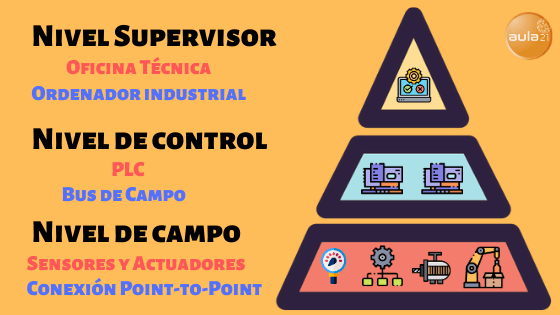 Nivel Supervisor
Oficina Técnica
Ordenador industrial
Nivel de control
PLC
Bus de Campo
Nivel de campo
Sensores y Actuadores
Conexión Point-to-Point
aula21